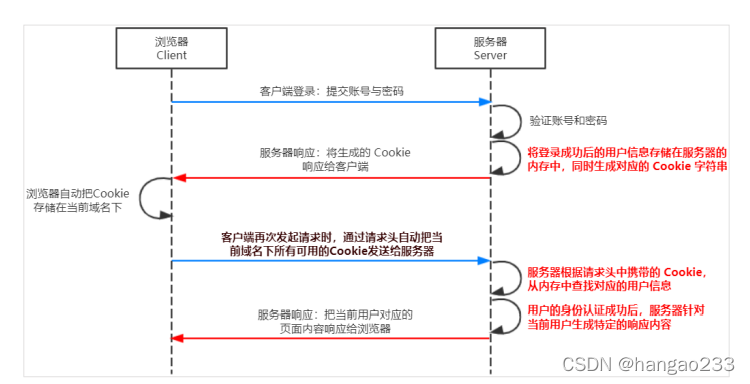 浏览器
Client
服务器
Server
客户端登录：提交账号与密码
验证账号和密码
服务器响应：将生成的 Cookie
响应给客户端
将登录成功后的用户信息存储在服务器的
内存中，同时生成对应的 Cookie 字符串
浏览器自动把Cookie
存储在当前域名下
客户端再次发起请求时，通过请求头自动把当
前域名下所有可用的Cookie发送给服务器
服务器根据请求头中携带的 Cookie，
从内存中查找对应的用户信息
服务器响应：把当前用户对应的
页面内容响应给浏览器
用户的身份认证成功后，服务器针对
当前用户生成特定的响应内容
CSDN @hangao233